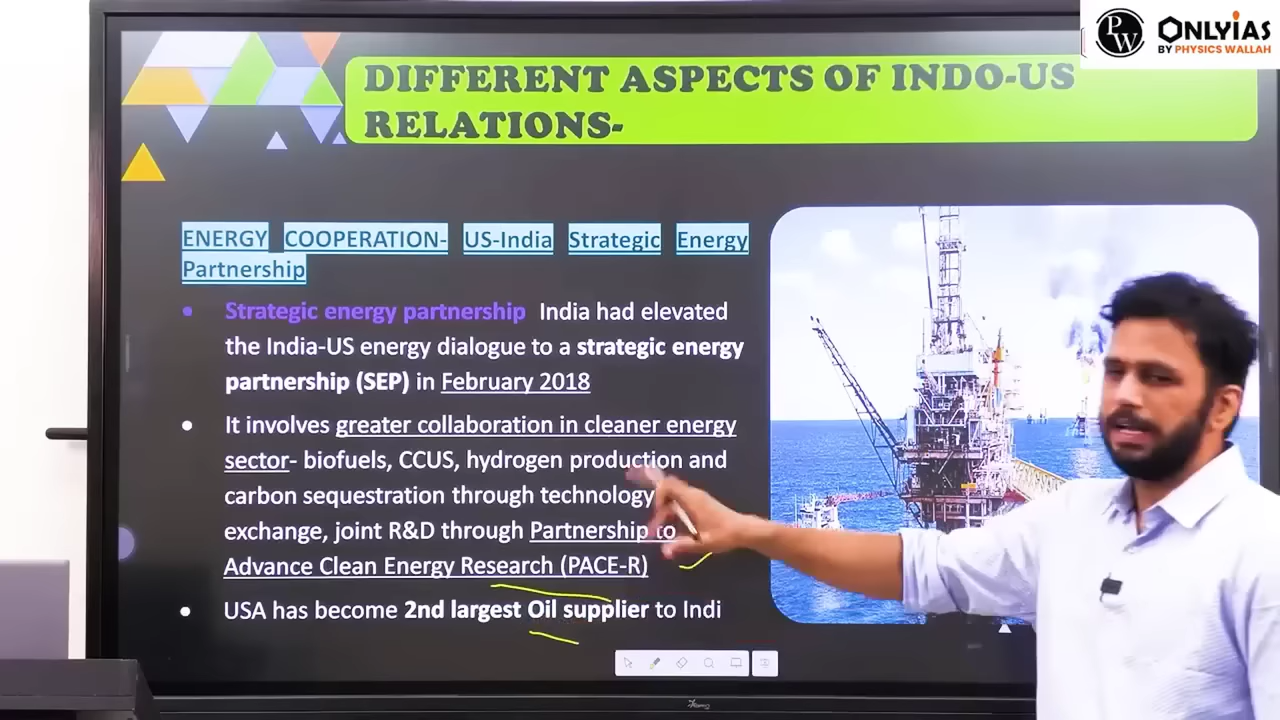 PW ONLYIAS
BY PHYSICS WALLAH
DIFFERENT ASPECTS OF INDO-US
RELATIONS-
ENERGY COOPERATION- US-India Strategic Energy
Partnership
• Strategic energy partnership India had elevated
the India-US energy dialogue to a strategic energy
partnership (SEP) in February 2018
• It involves greater collaboration in cleaner energy
sector- biofuels, CCUS, hydrogen production and
carbon sequestration through technology
exchange, joint R&D through Partnership to
Advance Clean Energy Research (PACE-R)
• USA has become 2nd largest Oil supplier to Indi